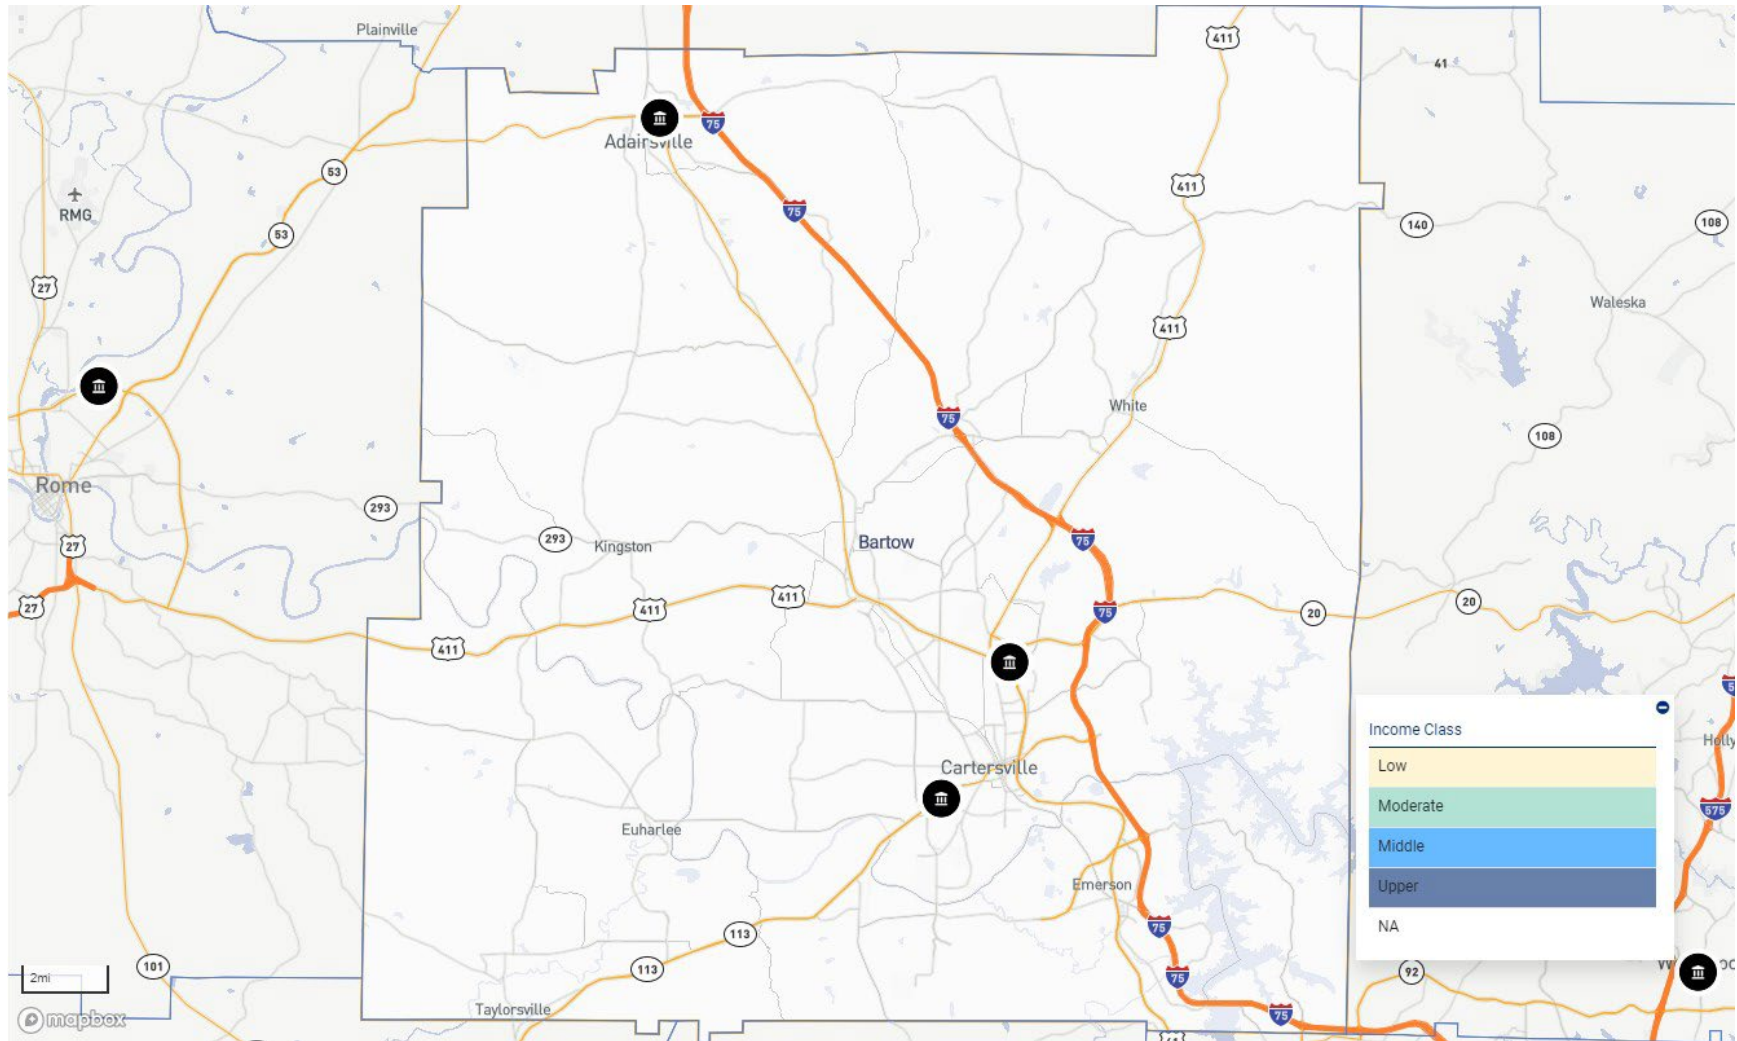 Plainville
411
41
Adairsville
75
53
RMG
75
411
53
140
108
27
Waleska
411
White
75
108
Rome
293
293
Kingston
Bartow
75
27
27
411
411
411
75
20
20
Income Class
Low
Moderate
Middle
Upper
NA
Holly
575
Cartersville
Euharlee
Emerson
113
113
75
75
75
101
92
2mi
Taylorsville
mapbox